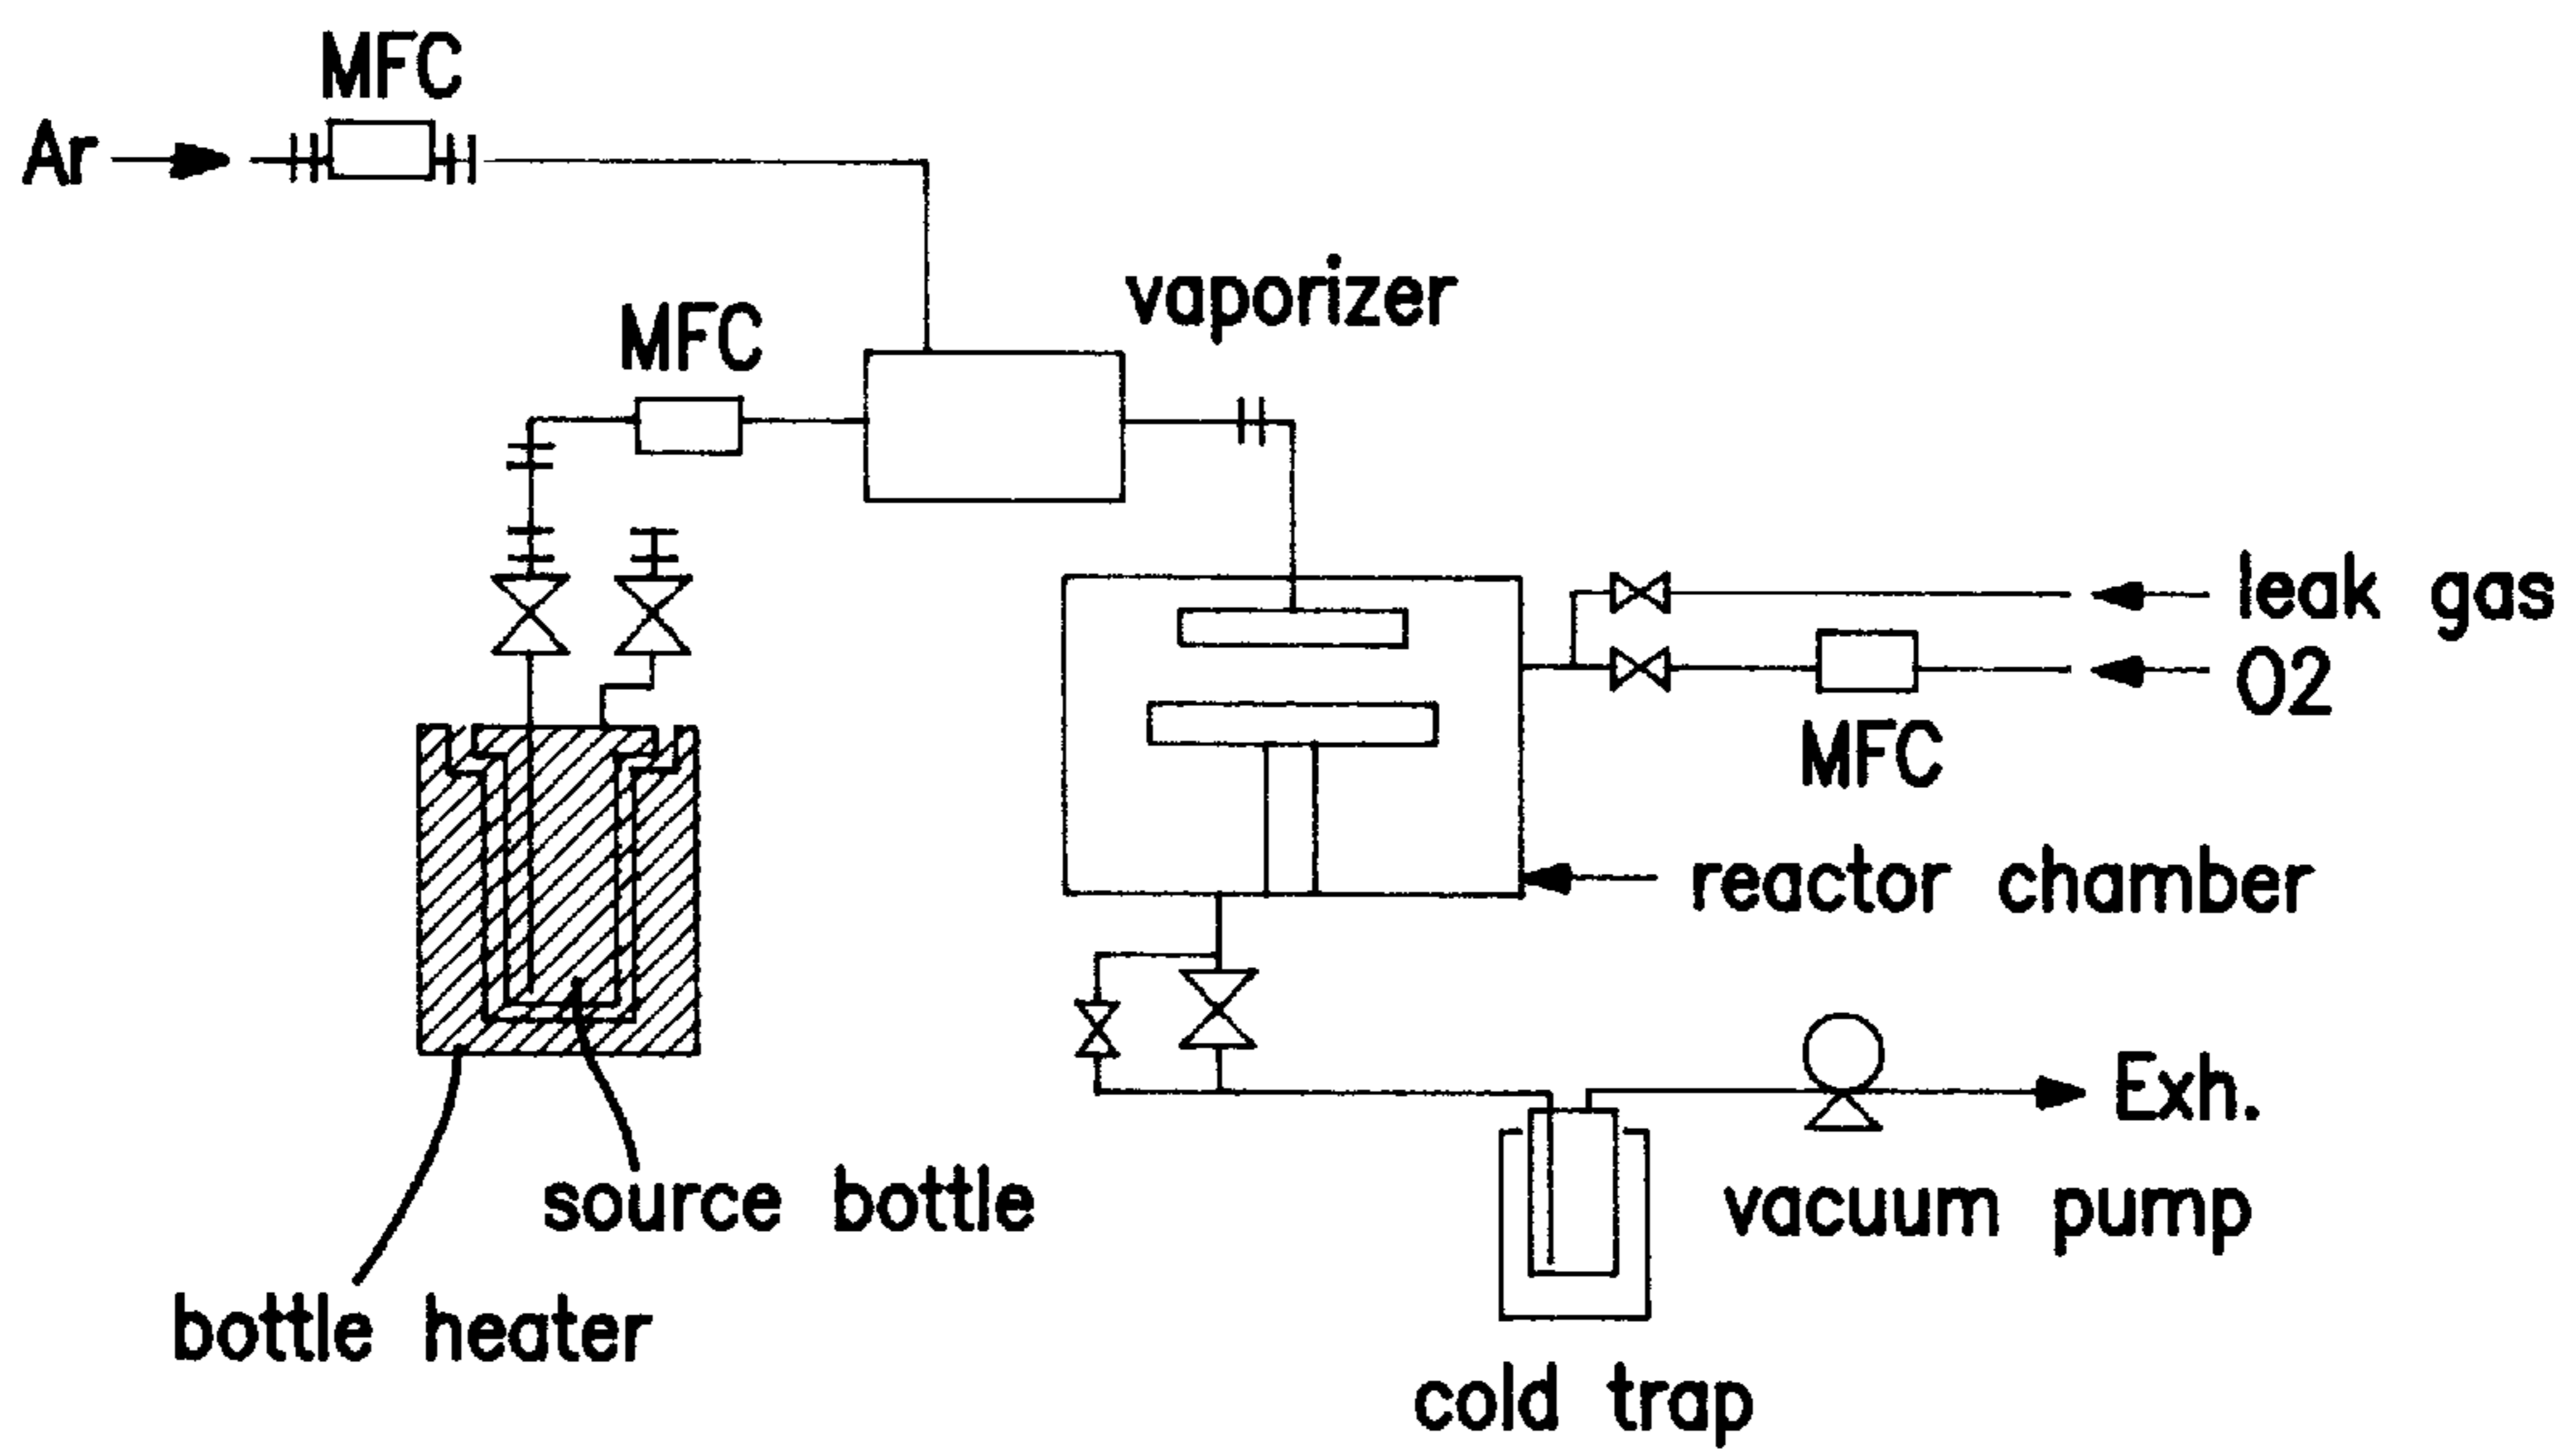 MFC
Ar
vaporizer
MFC
leak gas
O2
MFC
reactor chamber
Exh.
source bottle
vacuum pump
bottle heater
cold trap